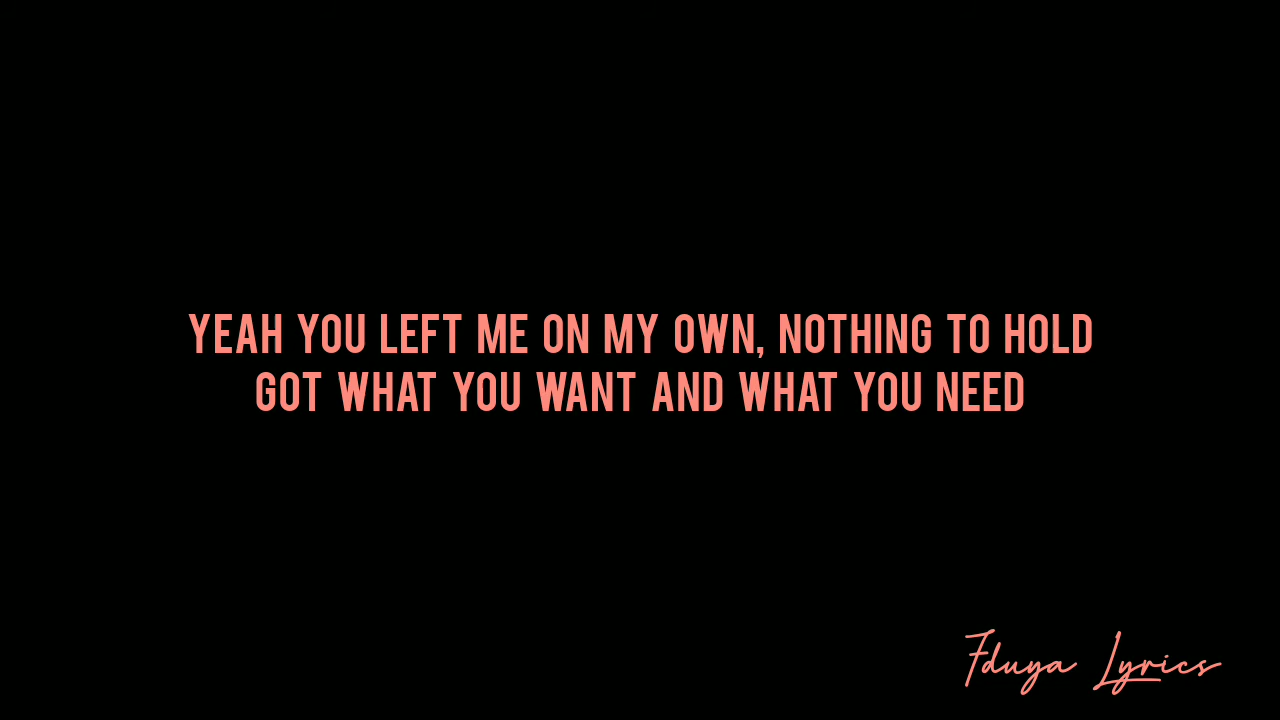 YEAH YOU LEFT ME ON MY OWN, NOTHING TO HOLD
GOT WHAT YOU WANT AND WHAT YOU NEED
Fduya Lyrics